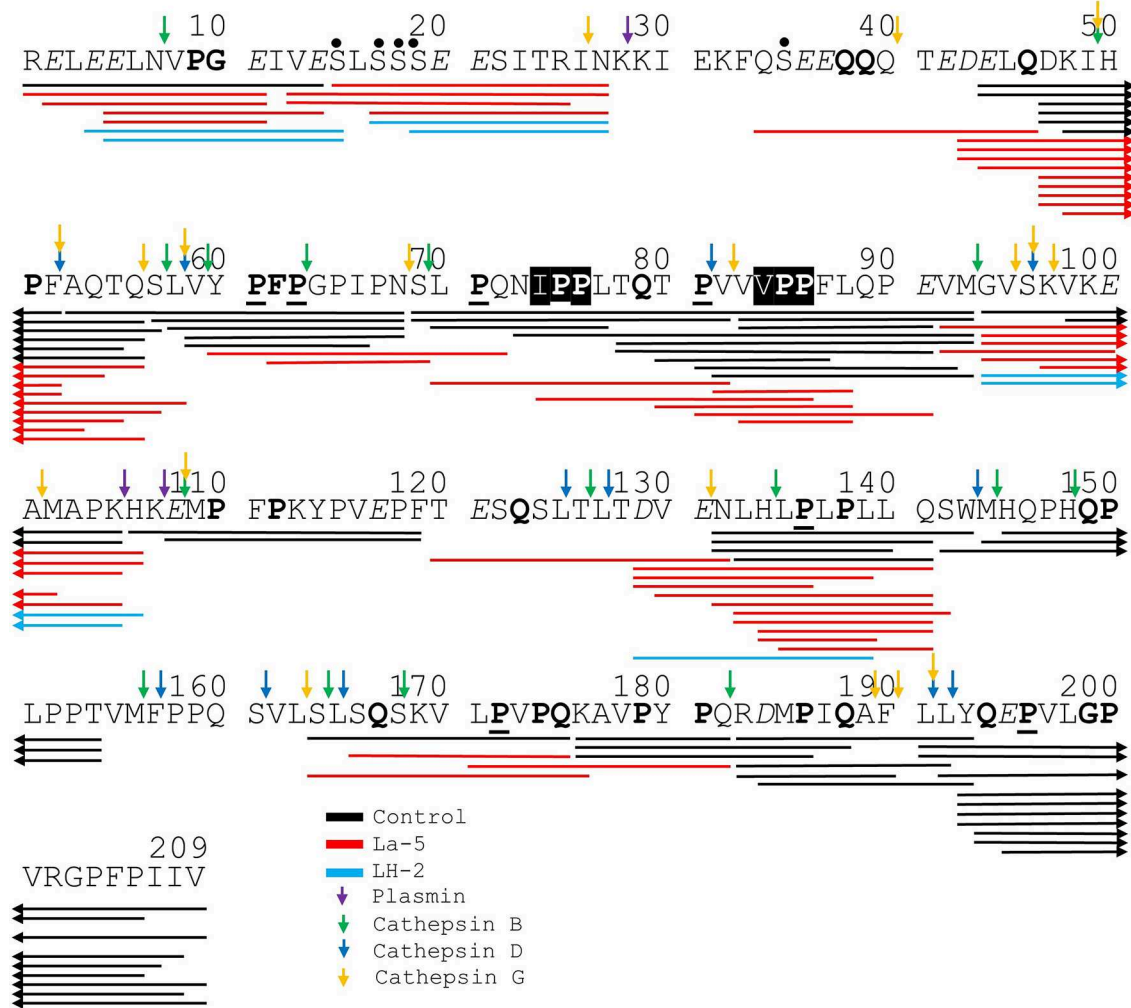 10 20 30 40 50
RELEELNVPG EIVESLSSSE ESITRINKKI EKFQSEEQQQ TEDELQDKIH
60 70 80 90 100
PFAQTQSLVY PFPGPIPNSL PQNIPPLTQT PVVVPPFLQP EVMGVSKVKE
110 120 130 140 150
AMAPKHKEMP FPKYPVEPFT ESQSLTLTDV ENLHLPLPLL QSWMHQPHQP
160 170 180 190 200
LPPTVMFPPQ SVLSLSQSKV LPVPQKAVPY PQRDMPIQAF LLYQEPVLGP
209
VRGPFPIIV
Control
La-5
LH-2
Plasmin
Cathepsin B
Cathepsin D
Cathepsin G